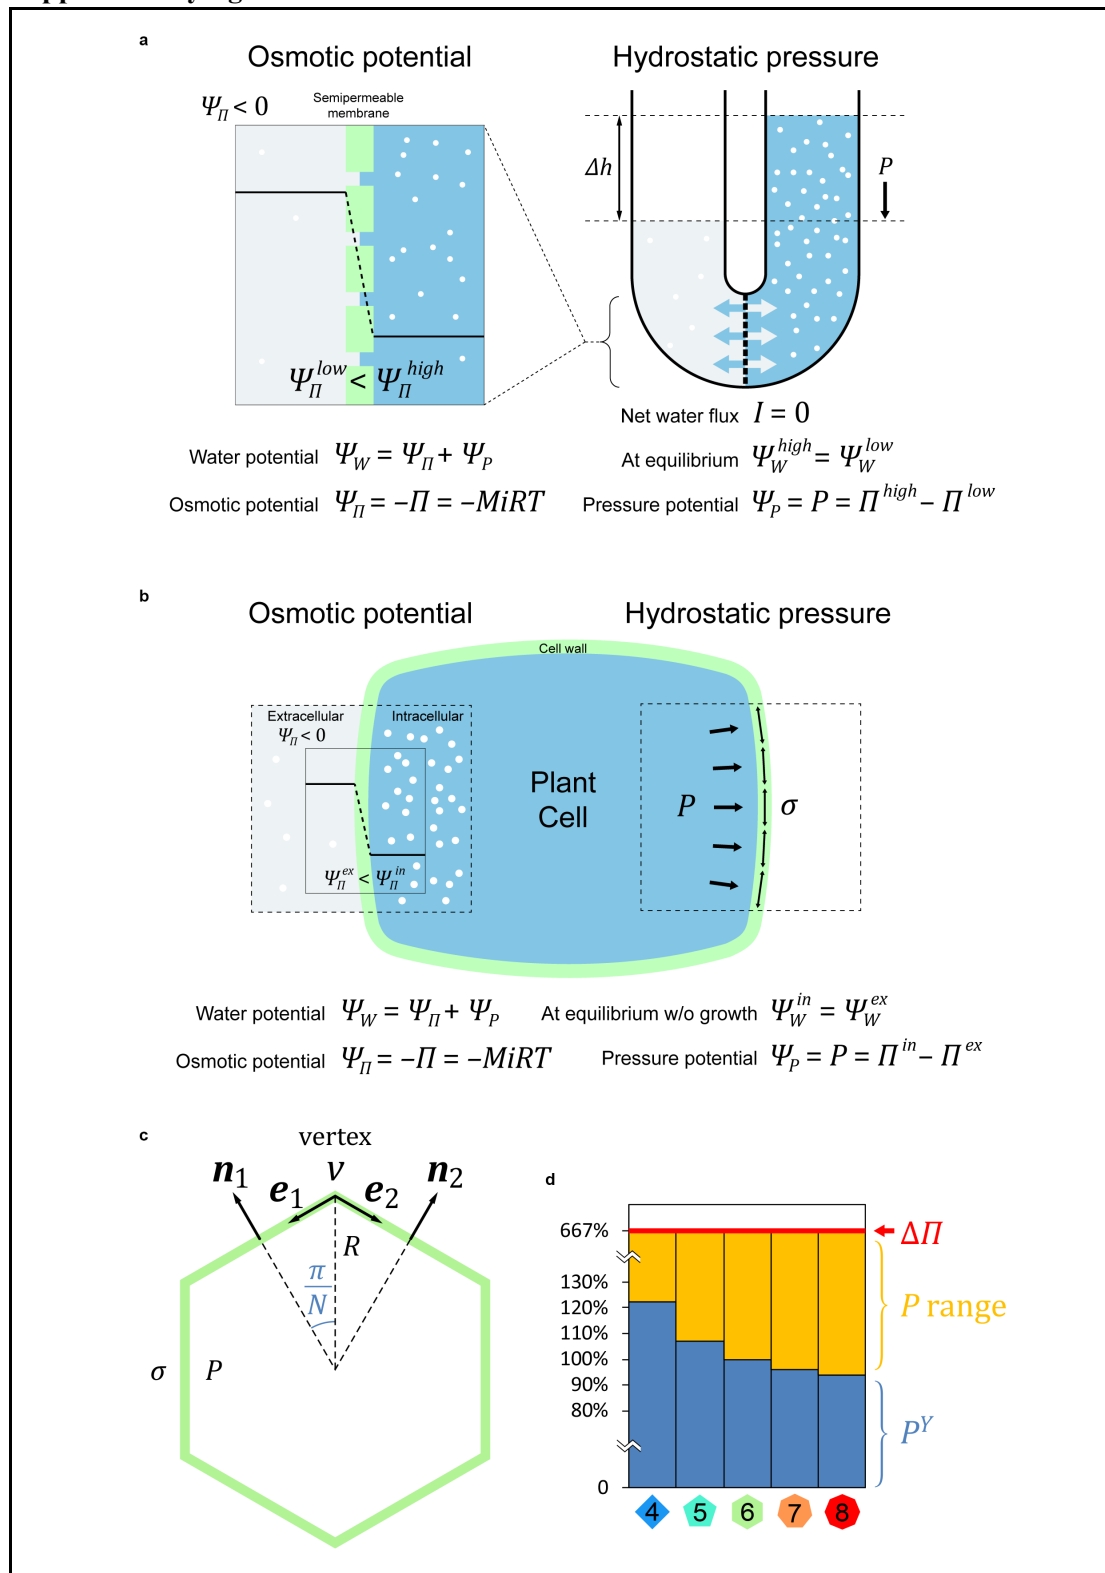 a
Osmotic potential
Hydrostatic pressure
Ψ_Π < 0
Semipermeable
membrane
Δh
P
Ψ_Π^low < Ψ_Π^high
Net water flux I = 0
Water potential Ψ_W = Ψ_Π + Ψ_P
At equilibrium Ψ_W^high = Ψ_W^low
Osmotic potential Ψ_Π = −Π = −MiRT
Pressure potential Ψ_P = P = Π^high − Π^low
b
Osmotic potential
Hydrostatic pressure
Cell wall
Extracellular
Intracellular
Ψ_Π < 0
Plant
Cell
P
σ
Ψ_Π^ex < Ψ_Π^in
Water potential Ψ_W = Ψ_Π + Ψ_P
At equilibrium w/o growth Ψ_W^in = Ψ_W^ex
Osmotic potential Ψ_Π = −Π = −MiRT
Pressure potential Ψ_P = P = Π^in − Π^ex
c
vertex
v
n₁
n₂
e₁
e₂
R
π
N
σ
P
d
667%
130%
120%
110%
100%
90%
80%
0
ΔΠ
P range
P^Y
4
5
6
7
8